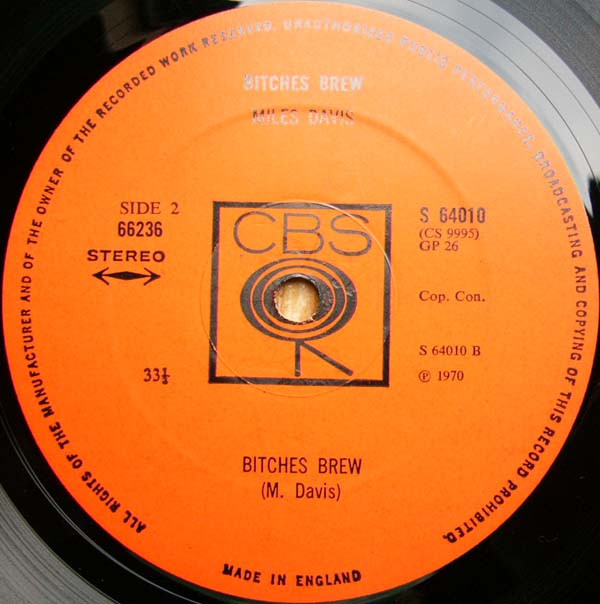 ALL RIGHTS OF THE MANUFACTURER AND OF THE OWNER OF THE RECORDED WORK RESERVED. UNAUTHORISED PUBLIC PERFORMANCE, BROADCASTING AND COPYING OF THIS RECORD PROHIBITED.
BITCHES BREW
MILES DAVIS
SIDE 2
66236
STEREO
33⅓
CBS
S 64010
(CS 9995)
GP 26
Cop. Con.
S 64010 B
℗ 1970
BITCHES BREW
(M. Davis)
MADE IN ENGLAND